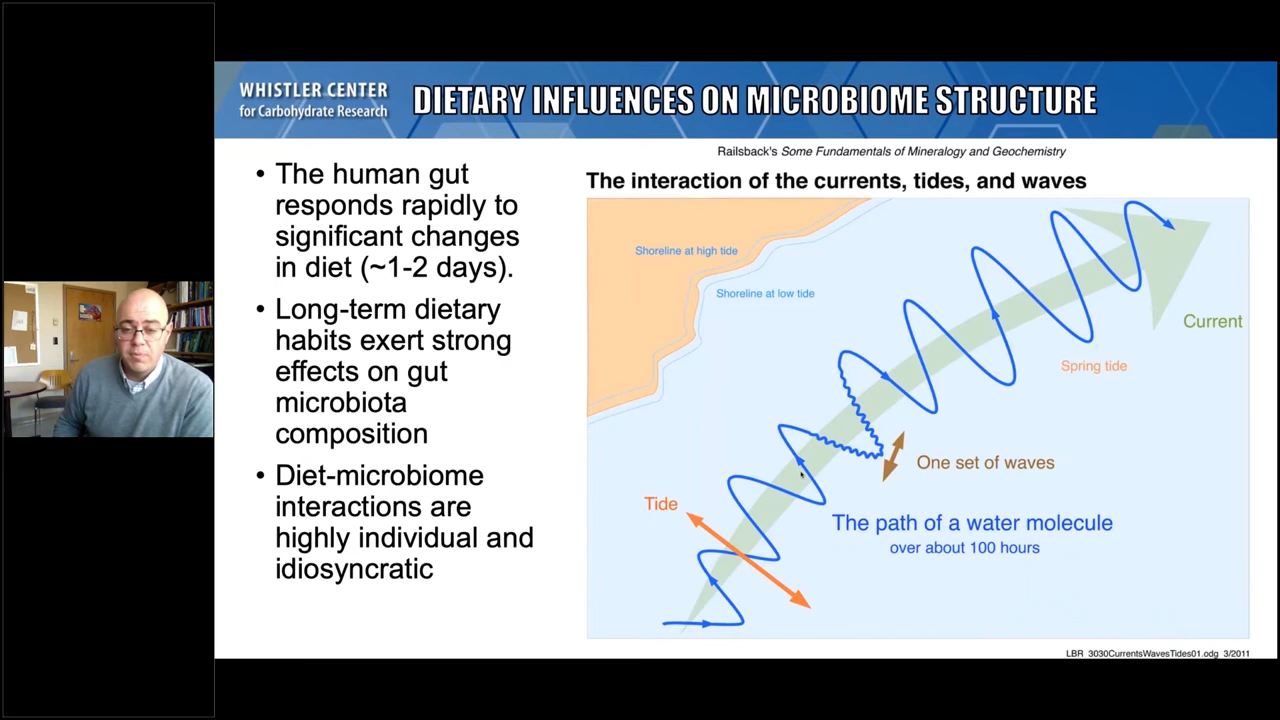 WHISTLER CENTER
for Carbohydrate Research
DIETARY INFLUENCES ON MICROBIOME STRUCTURE
• The human gut
responds rapidly to
significant changes
in diet (~1-2 days).
• Long-term dietary
habits exert strong
effects on gut
microbiota
composition
• Diet-microbiome
interactions are
highly individual and
idiosyncratic
Railsback's Some Fundamentals of Mineralogy and Geochemistry
The interaction of the currents, tides, and waves
Shoreline at high tide
Shoreline at low tide
Current
Spring tide
One set of waves
Tide
The path of a water molecule
over about 100 hours
LBR 3030CurrentsWavesTides01.odg 3/2011